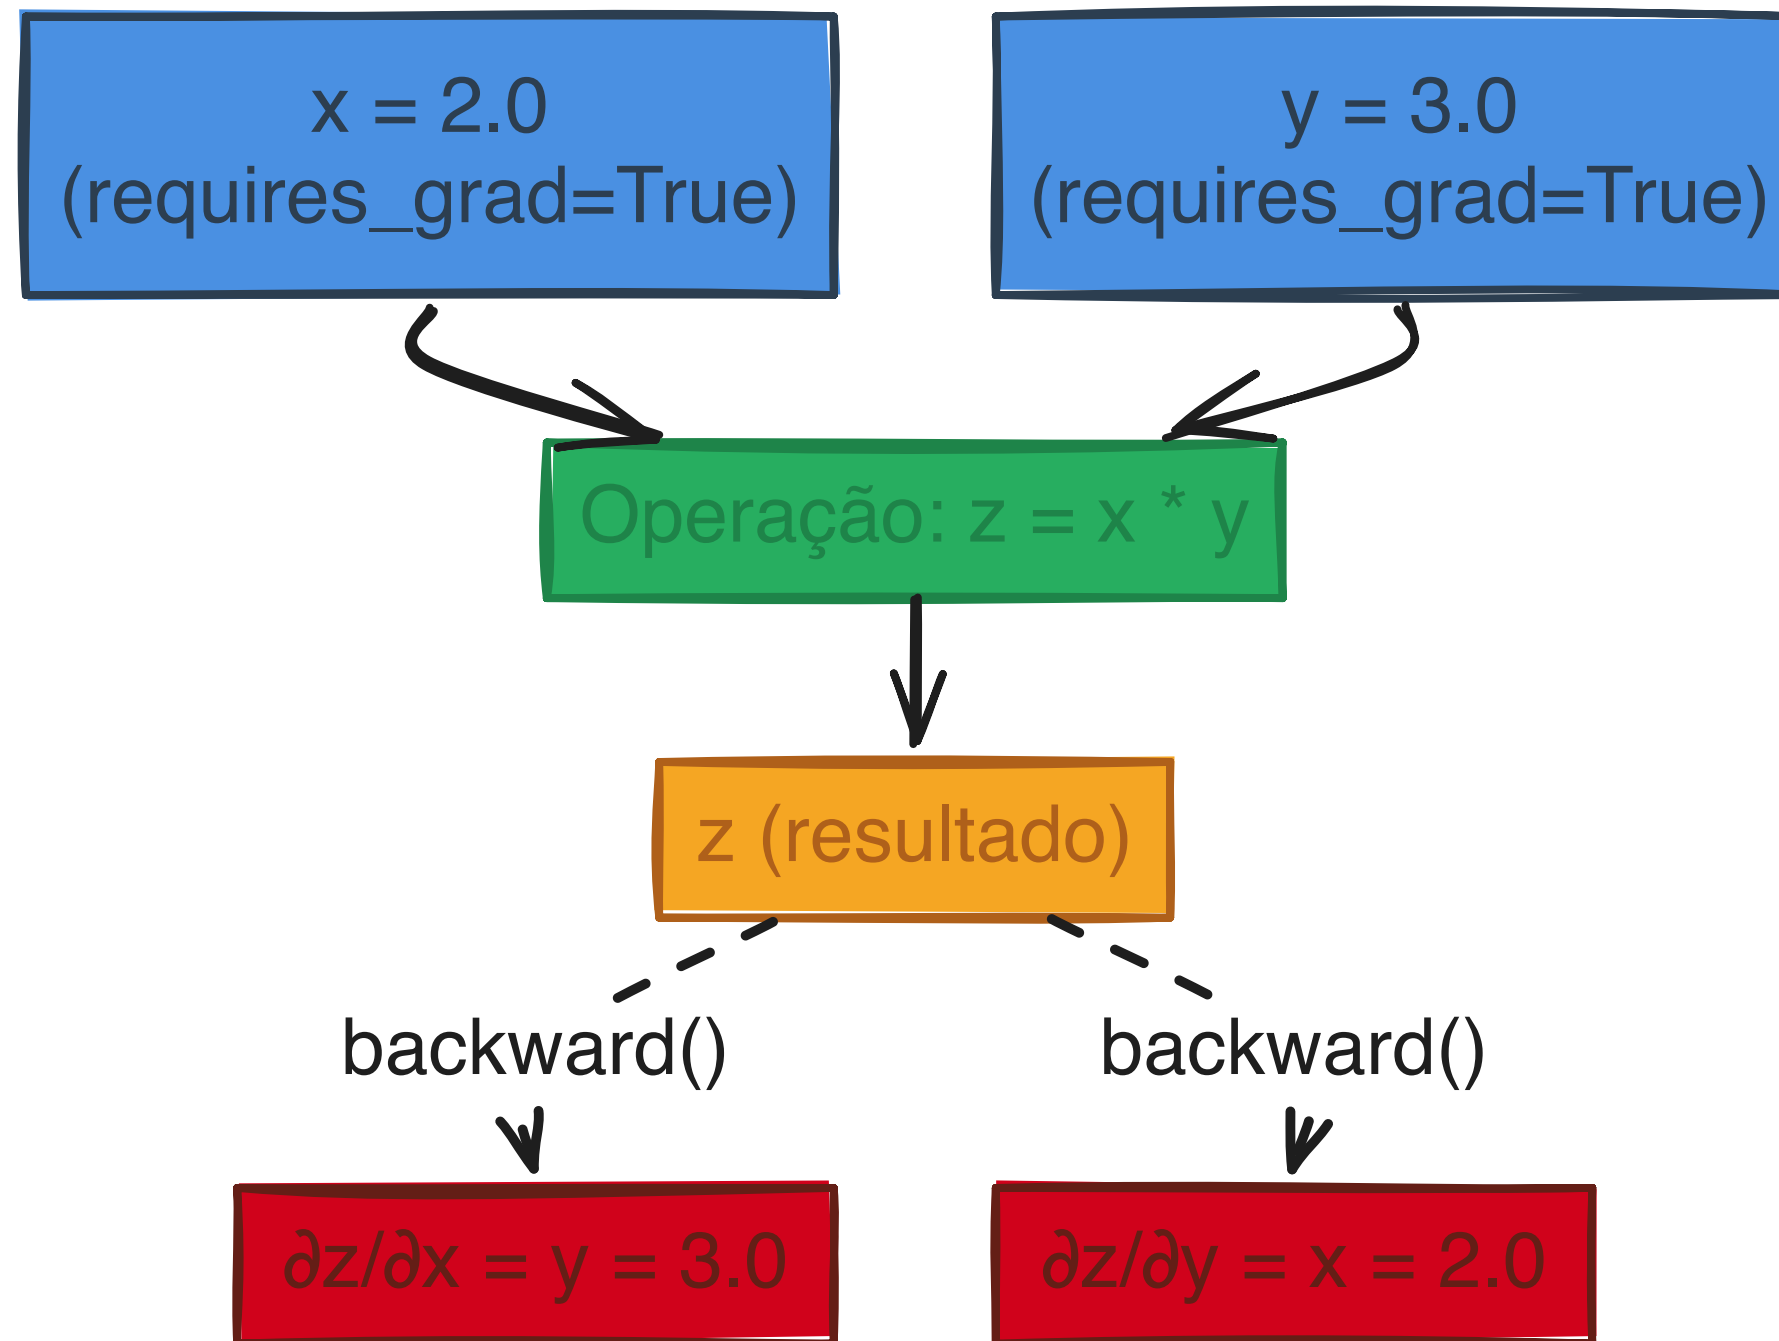 x = 2.0
(requires_grad=True)
y = 3.0
(requires_grad=True)
Operação: z = x * y
z (resultado)
backward()
backward()
∂z/∂x = y = 3.0
∂z/∂y = x = 2.0